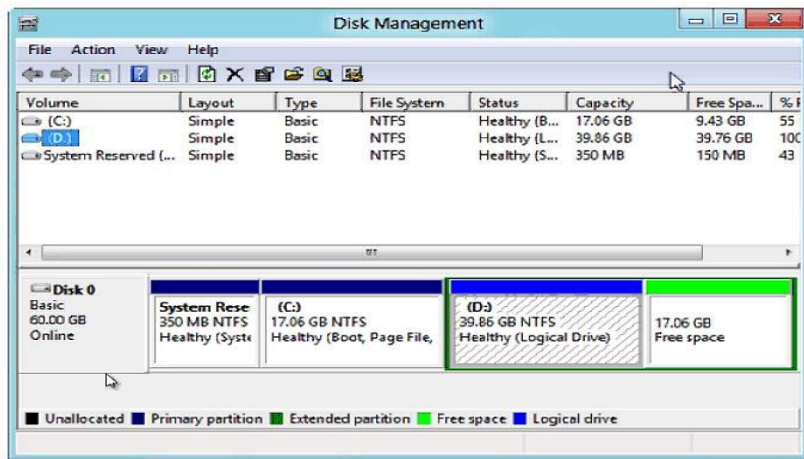 Disk Management
File Action View Help
Volume Layout Type File System Status Capacity Free Spa... % F
(C:) Simple Basic NTFS Healthy (B... 17.06 GB 9.43 GB 55
(D:) Simple Basic NTFS Healthy (L... 39.86 GB 39.76 GB 100
System Reserved (... Simple Basic NTFS Healthy (S... 350 MB 150 MB 43
Disk 0
Basic
60.00 GB
Online
System Rese
350 MB NTFS
Healthy (Syste
(C:)
17.06 GB NTFS
Healthy (Boot, Page File,
(D:)
39.86 GB NTFS
Healthy (Logical Drive)
17.06 GB
Free space
Unallocated Primary partition Extended partition Free space Logical drive